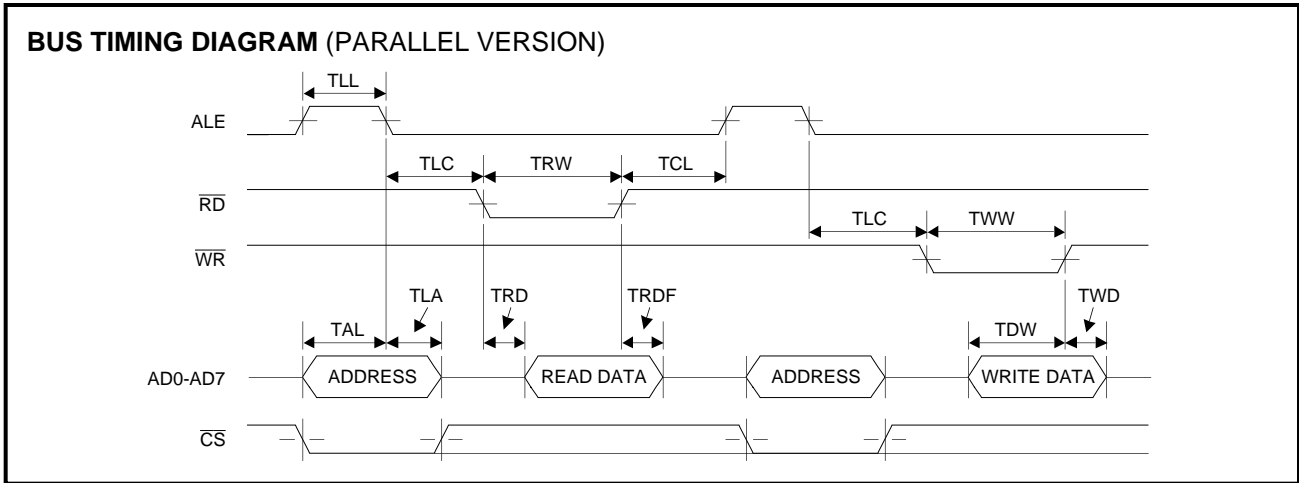 BUS TIMING DIAGRAM (PARALLEL VERSION)
TLL
ALE
TLC TRW TCL
RD
TLC TWW
WR
TLA TRD TRDF TWD
TAL TDW
AD0-AD7 ADDRESS READ DATA ADDRESS WRITE DATA
CS